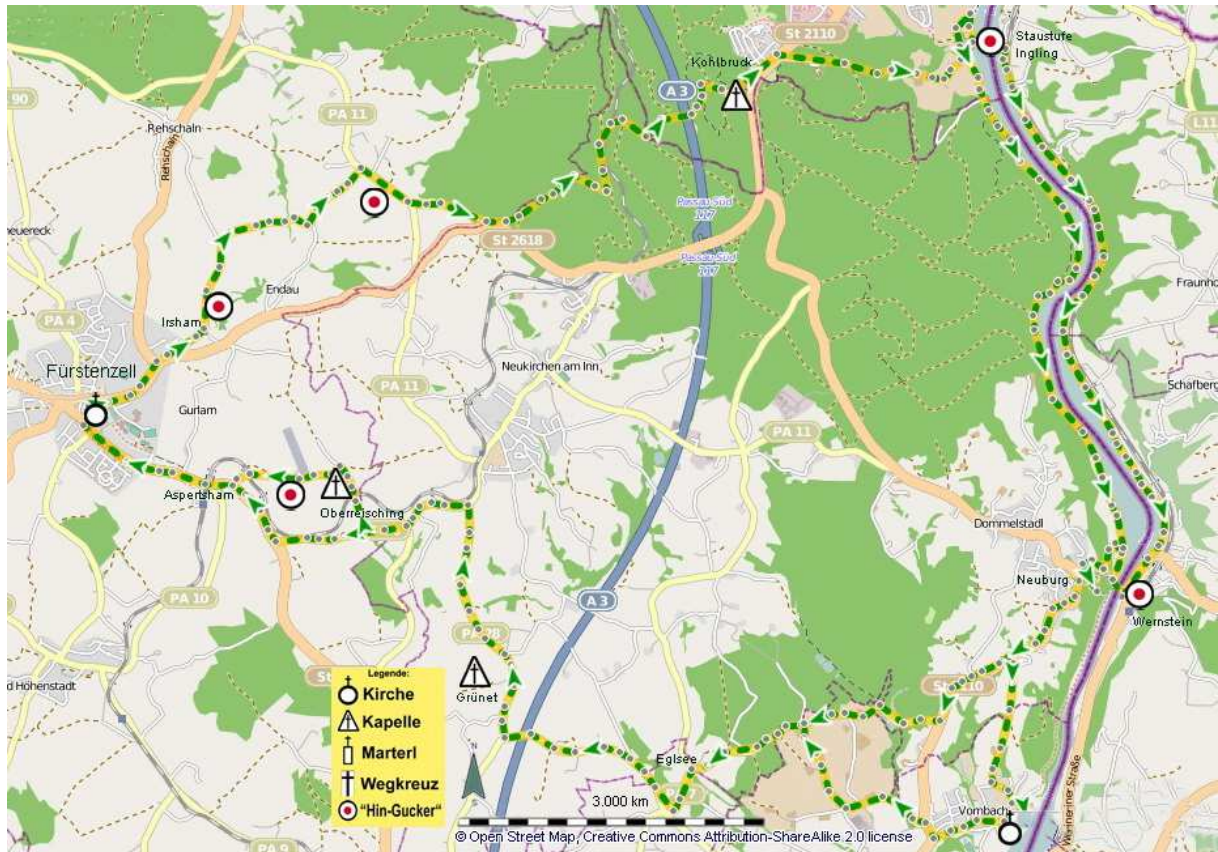 St 2110
Staustufe
Ingling
Kohlbruck
A 3
90
PA 11
L11
Rehschaln
Rehschaln
Passau-Süd
117
Passau-Süd
117
St 2618
Endau
Irsham
PA 4
Fürstenzell
Neukirchen am Inn
PA 11
Gurlam
PA 11
Schafberg
Aspertsham
Oberreisching
Dommelstadl
Neuburg
Wernstein
PA 10
A 3
Grünet
Eglsee
Vornbach
PA 9
Legende:
Kirche
Kapelle
Marterl
Wegkreuz
"Hin-Gucker"
N
3.000 km
© Open Street Map, Creative Commons Attribution-ShareAlike 2.0 license